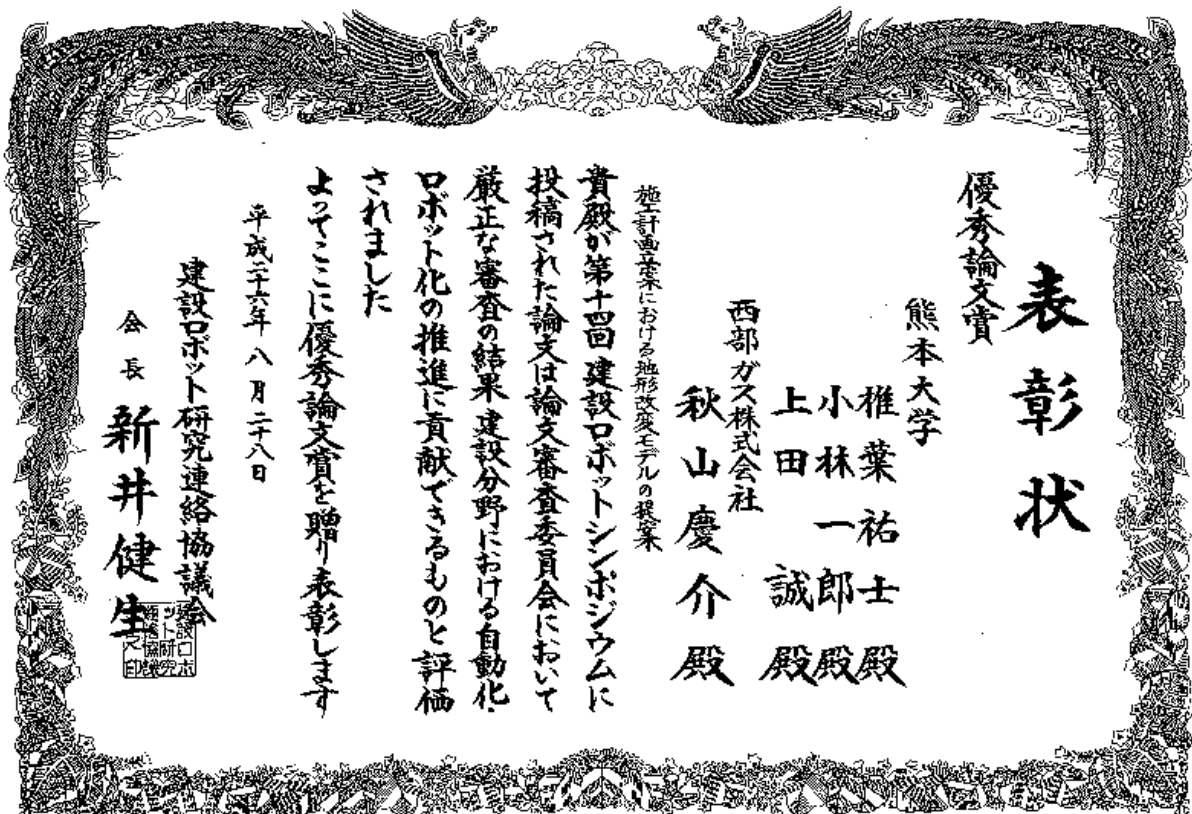 表彰状
優秀論文賞
熊本大学
椎葉祐士殿
小林一郎殿
上田 誠殿
西部ガス株式会社
秋山慶介殿
施工計画立案における地形改変モデルの提案
貴殿が第十四回 建設ロボットシンポジウムに
投稿された論文は論文審査委員会において
厳正な審査の結果 建設分野における自動化、
ロボット化の推進に貢献できるものと評価
されました
よってここに優秀論文賞を贈り表彰します
平成二十六年 八月 二十八日
建設ロボット研究連絡協議会
会長 新井健生